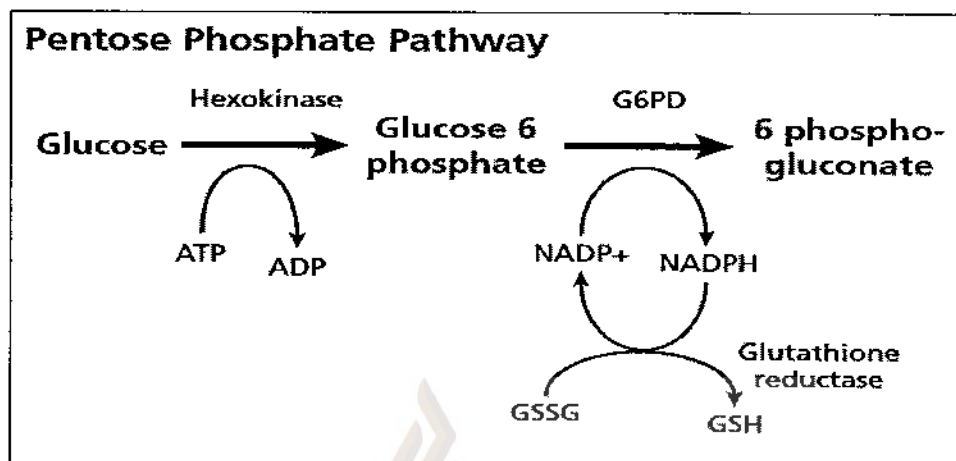 Pentose Phosphate Pathway
Hexokinase
G6PD
Glucose
Glucose 6
phosphate
6 phospho-
gluconate
ATP
ADP
NADP+
NADPH
Glutathione
reductase
GSSG
GSH